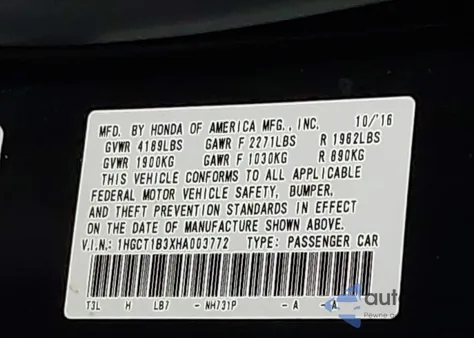 MFD. BY HONDA OF AMERICA MFG., INC. 10/16
GVWR 4189LBS GAWR F 2271LBS R 1962LBS
GVWR 1900KG GAWR F 1030KG R 890KG
THIS VEHICLE CONFORMS TO ALL APPLICABLE
FEDERAL MOTOR VEHICLE SAFETY, BUMPER,
AND THEFT PREVENTION STANDARDS IN EFFECT
ON THE DATE OF MANUFACTURE SHOWN ABOVE.
V.I.N.: 1HGCT1B3XHA003772 TYPE: PASSENGER CAR
T3L H LB7 - NH731P - A - A
auto
Pewne